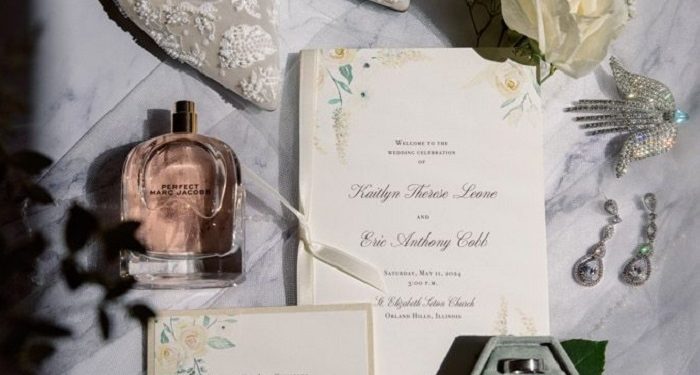 PERFECT
MARC JACOBS
WELCOME TO THE
WEDDING CELEBRATION
OF
Kaitlyn Therese Leone
AND
Eric Anthony Cobb
SATURDAY, MAY 11, 2024
3:00 P.M.
St. Elizabeth Seton Church
ORLAND HILLS, ILLINOIS